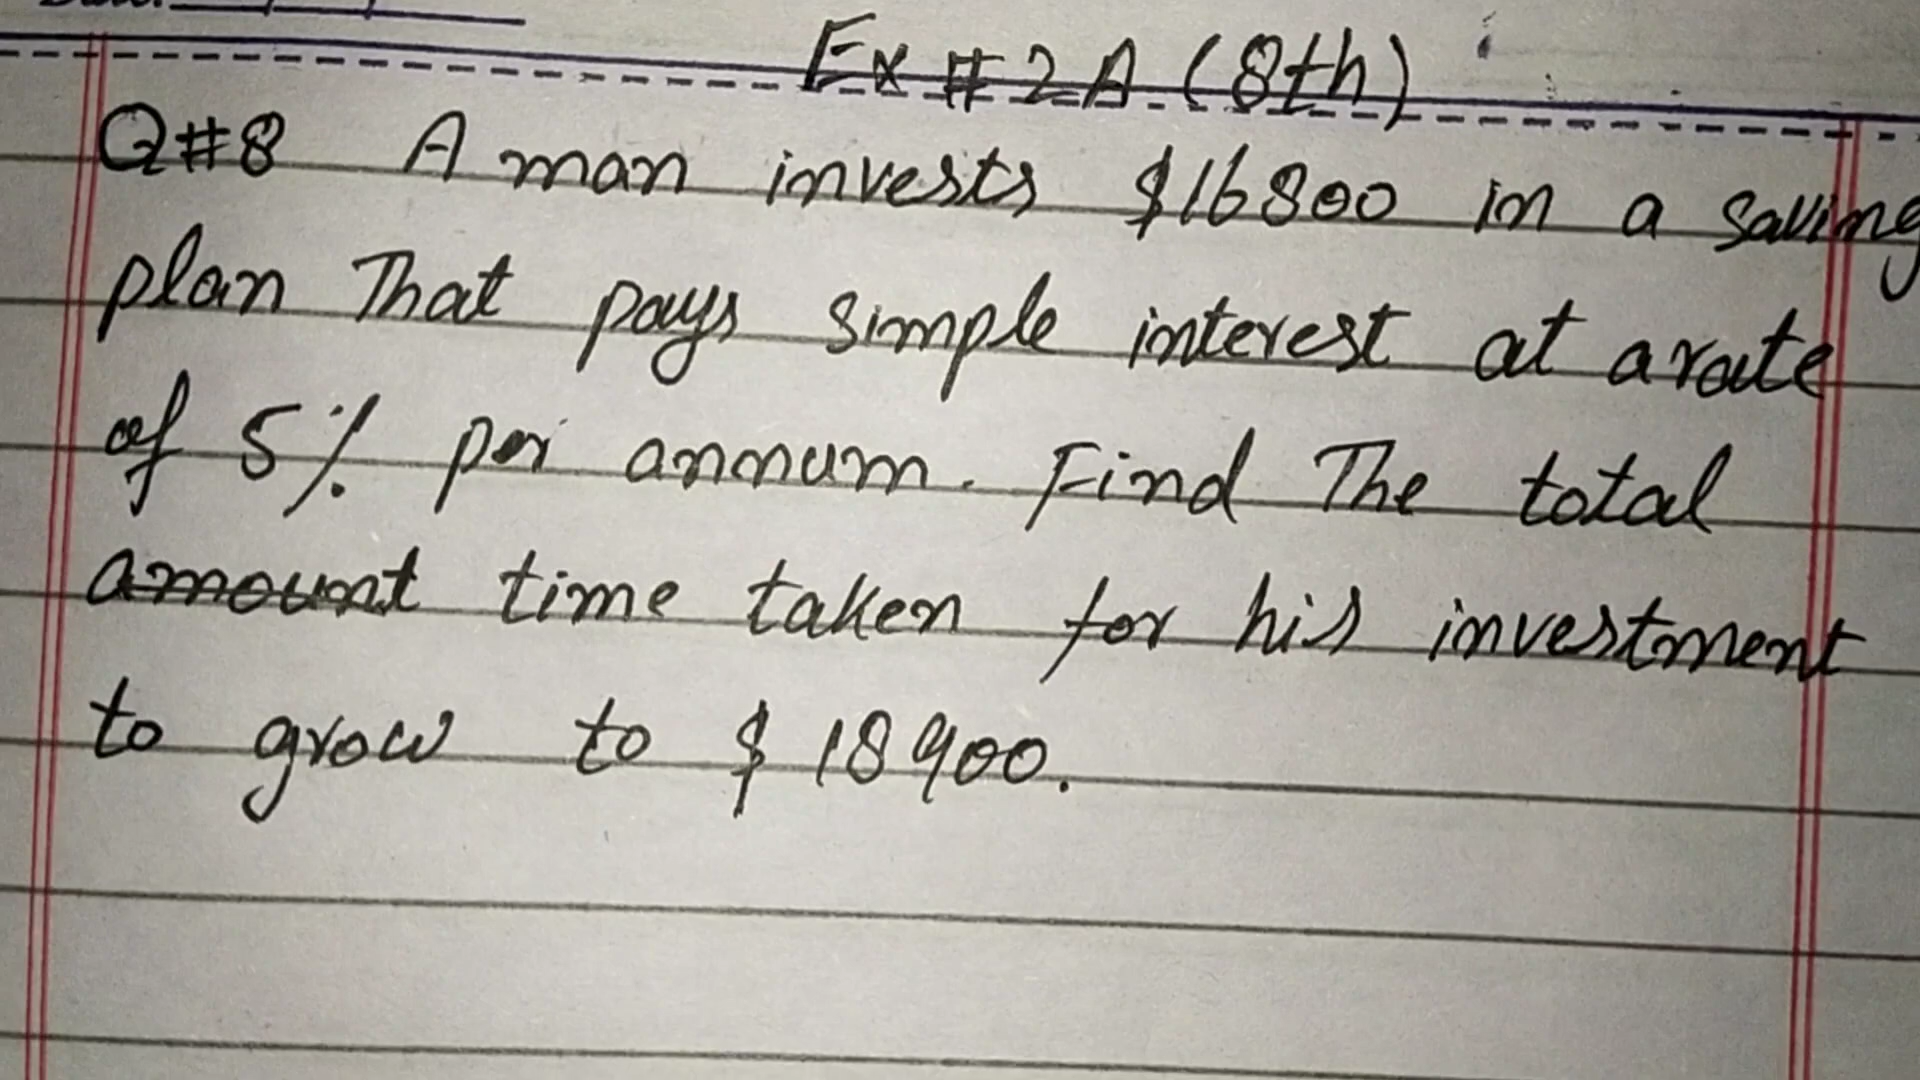 Ex # 2A (8th)
Q#8 A man invests $16800 in a saving
plan That pays simple interest at a rate
of 5% per annum. Find The total
amount time taken for his investment
to grow to $18900.